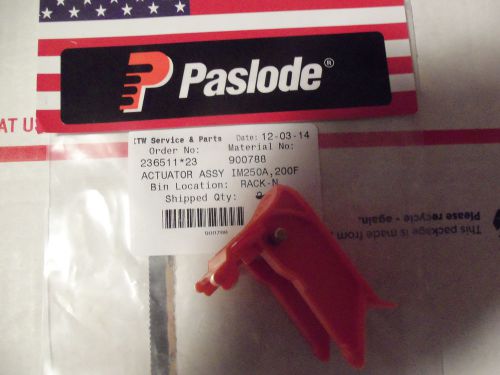 Paslode®
AT US
ITW Service & Parts Date: 12-03-14
Order No: Material No:
236511*23 900788
ACTUATOR ASSY IM250A,200F
Bin Location: RACK-N
Shipped Qty:
900788
This package is made from
Please recycle - again.